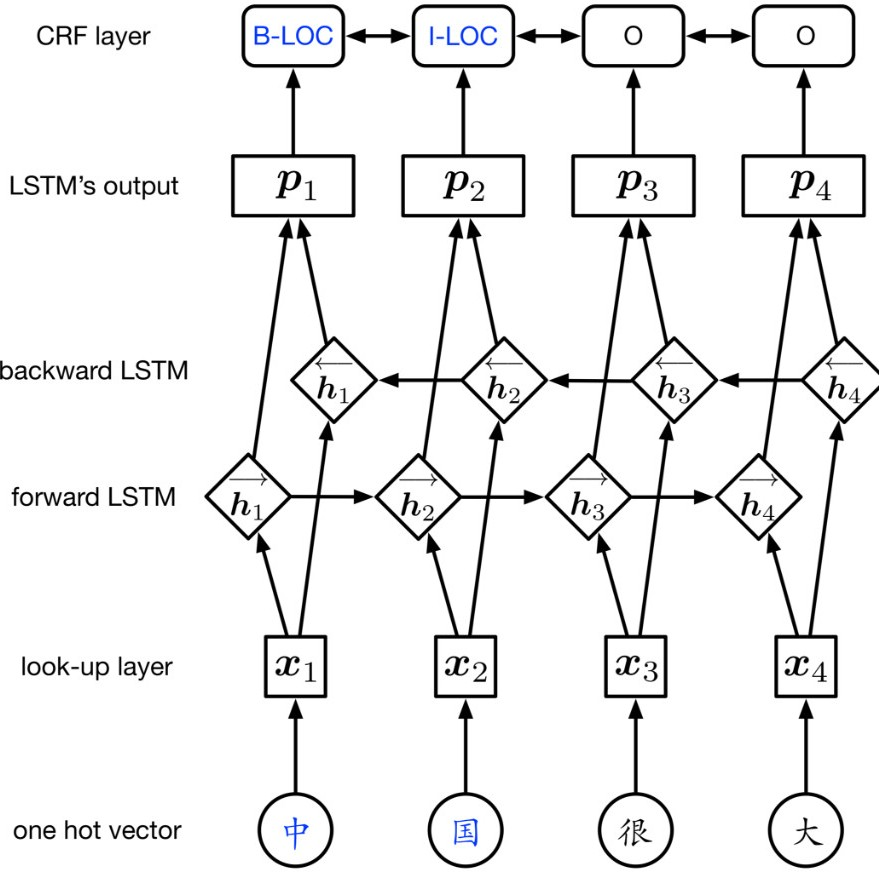 CRF layer B-LOC I-LOC O O
LSTM's output p₁ p₂ p₃ p₄
backward LSTM ←h₁ ←h₂ ←h₃ ←h₄
forward LSTM →h₁ →h₂ →h₃ →h₄
look-up layer x₁ x₂ x₃ x₄
one hot vector 中 国 很 大